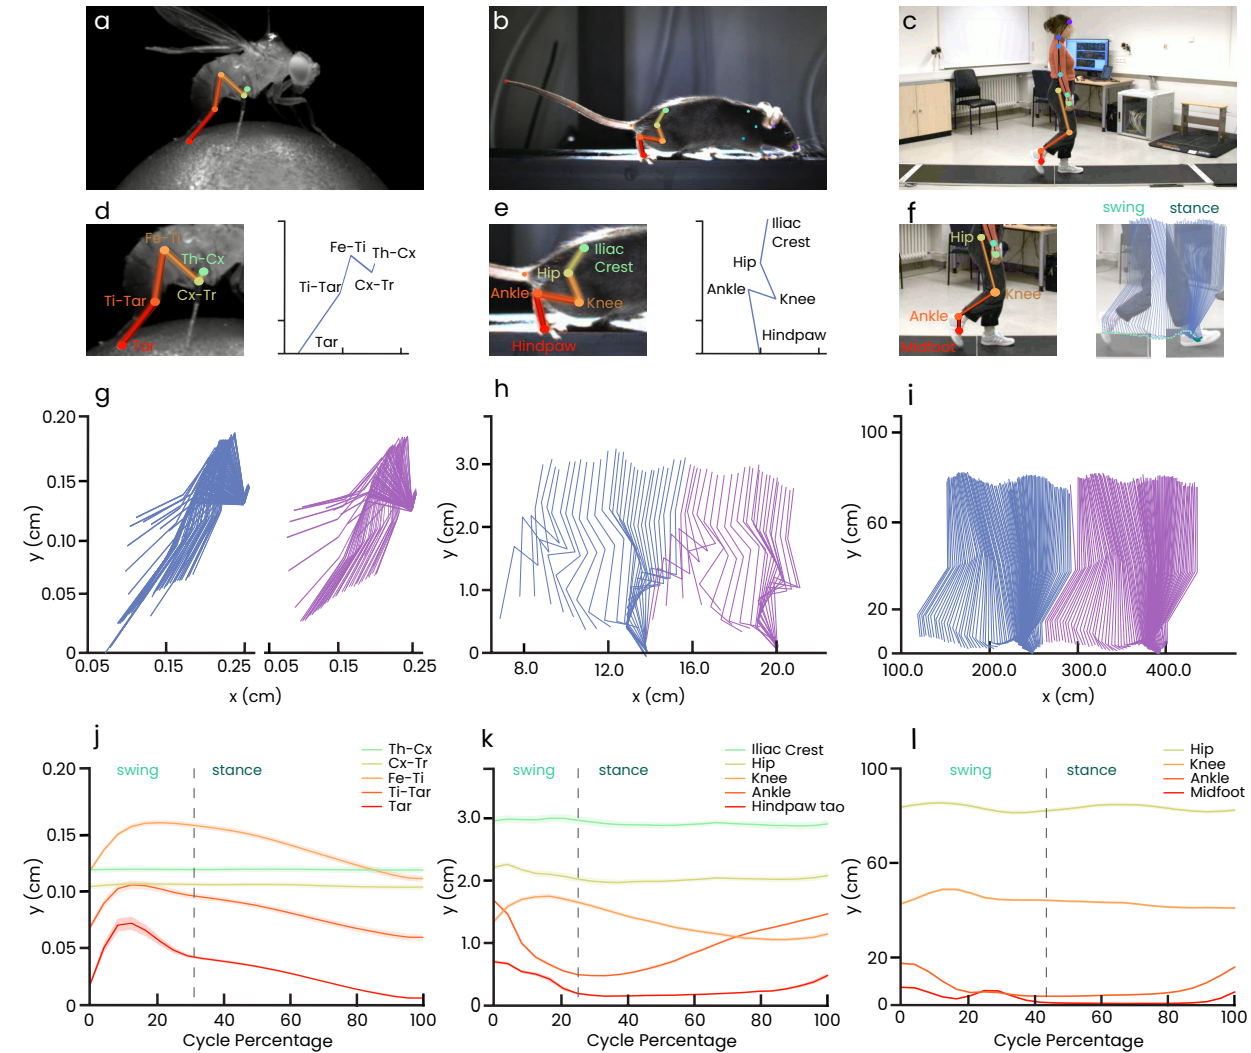 a
b
c
d
e
f
swing
stance
Fe-Ti
Th-Cx
Cx-Tr
Ti-Tar
Tar
Fe-Ti
Th-Cx
Cx-Tr
Ti-Tar
Tar
Iliac
Crest
Hip
Ankle
Knee
Hindpaw
Iliac
Crest
Hip
Ankle
Knee
Hindpaw
Hip
Knee
Ankle
Midfoot
g
h
i
0.20
0.15
0.10
0.05
0
y (cm)
0.05
0.15
0.25
0.05
0.15
0.25
x (cm)
3.0
2.0
1.0
0
y (cm)
8.0
12.0
16.0
20.0
x (cm)
100
60
20
0
y (cm)
100.0
200.0
300.0
400.0
x (cm)
j
swing
stance
Th-Cx
Cx-Tr
Fe-Ti
Ti-Tar
Tar
0.20
0.15
0.10
0.05
0
y (cm)
0
20
40
60
80
100
Cycle Percentage
k
swing
stance
Iliac Crest
Hip
Knee
Ankle
Hindpaw tao
3.0
2.0
1.0
0
y (cm)
0
20
40
60
80
100
Cycle Percentage
l
swing
stance
Hip
Knee
Ankle
Midfoot
100
60
20
0
y (cm)
0
20
40
60
80
100
Cycle Percentage